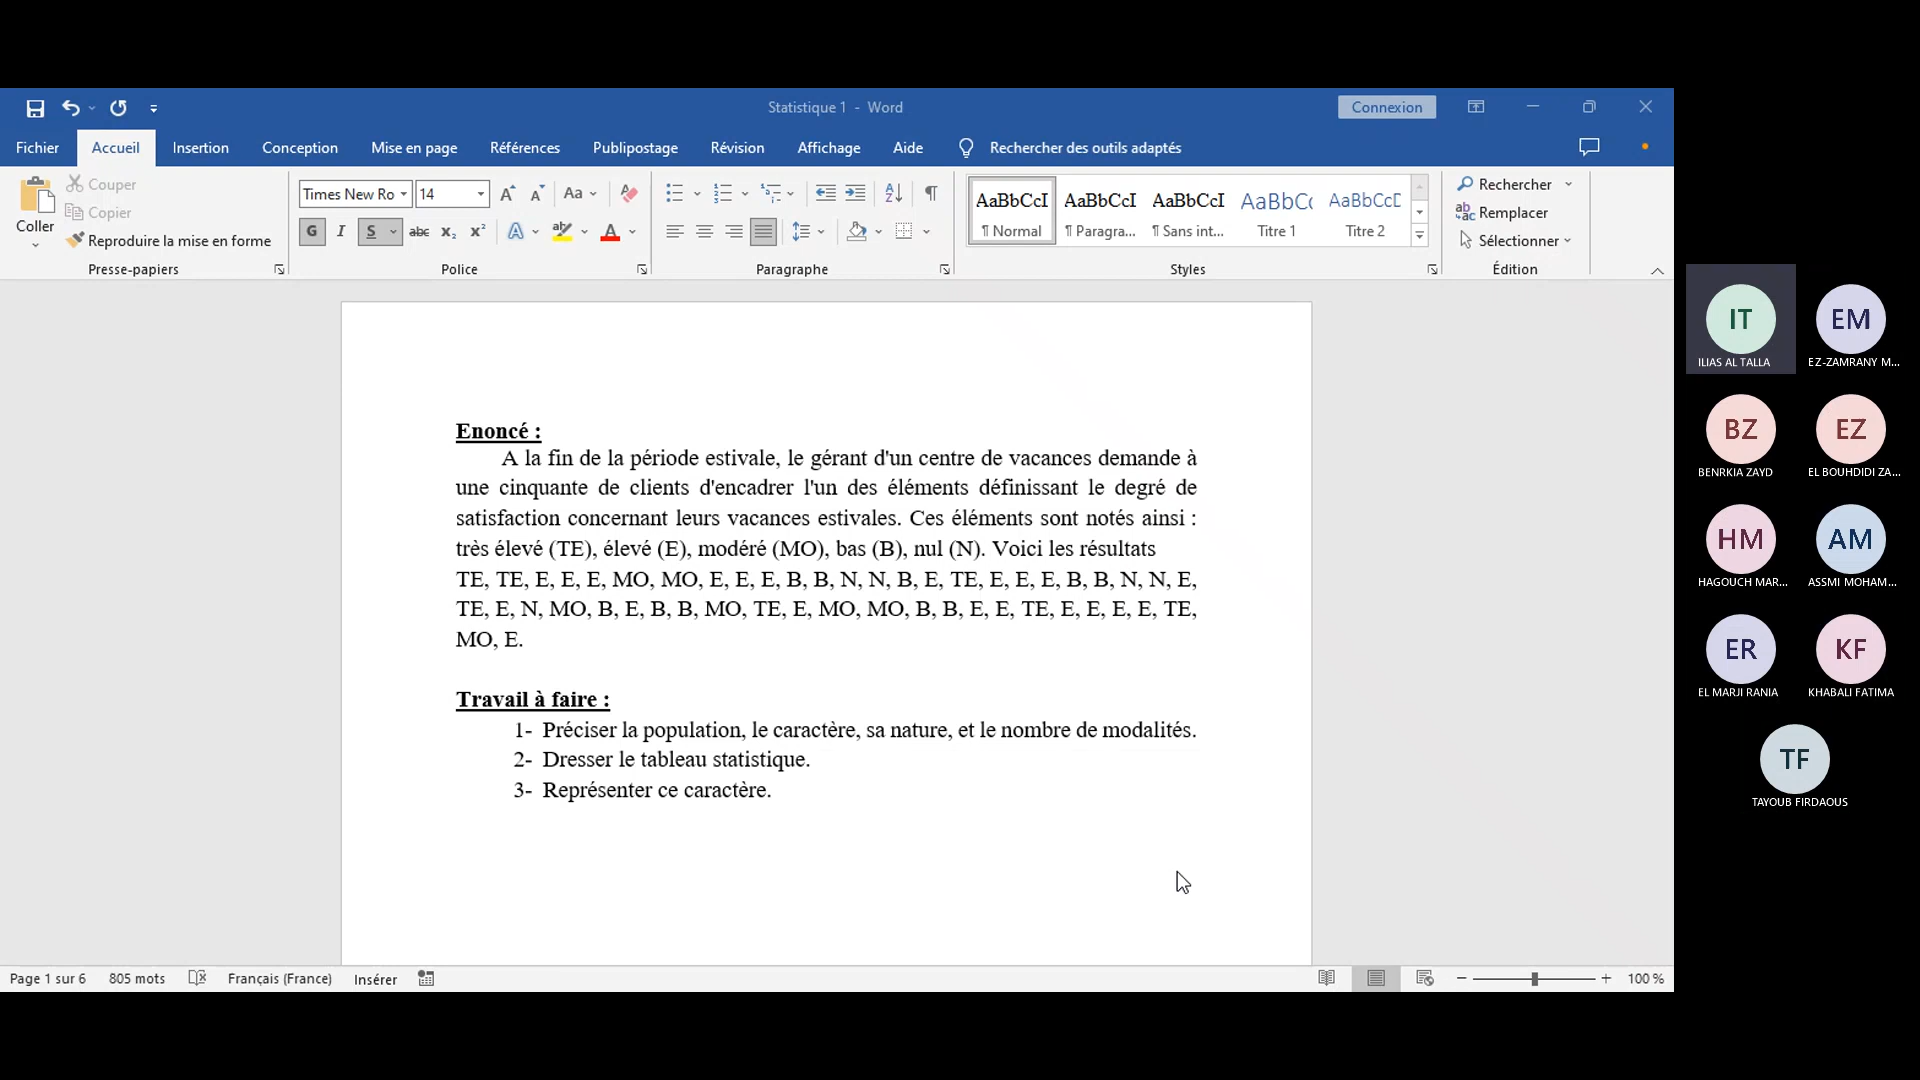 Statistique 1 - Word
Connexion
Fichier
Accueil
Insertion
Conception
Mise en page
Références
Publipostage
Révision
Affichage
Aide
Rechercher des outils adaptés
Coller
Couper
Copier
Reproduire la mise en forme
Presse-papiers
Times New Ro
14
Aa
G I S abc x₂ x²
A
Police
Paragraphe
AaBbCcI
¶ Normal
AaBbCcI
¶ Paragra...
AaBbCcI
¶ Sans int...
AaBbCc
Titre 1
AaBbCcD
Titre 2
Styles
Rechercher
Remplacer
Sélectionner
Édition
Enoncé :
A la fin de la période estivale, le gérant d'un centre de vacances demande à
une cinquante de clients d'encadrer l'un des éléments définissant le degré de
satisfaction concernant leurs vacances estivales. Ces éléments sont notés ainsi :
très élevé (TE), élevé (E), modéré (MO), bas (B), nul (N). Voici les résultats
TE, TE, E, E, E, MO, MO, E, E, E, B, B, N, N, B, E, TE, E, E, E, B, B, N, N, E,
TE, E, N, MO, B, E, B, B, MO, TE, E, MO, MO, B, B, E, E, TE, E, E, E, E, TE,
MO, E.
Travail à faire :
1- Préciser la population, le caractère, sa nature, et le nombre de modalités.
2- Dresser le tableau statistique.
3- Représenter ce caractère.
Page 1 sur 6
805 mots
Français (France)
Insérer
100 %
IT
ILIAS AL TALLA
EM
EZ-ZAMRANY M...
BZ
BENRKIA ZAYD
EZ
EL BOUHDIDI ZA...
HM
HAGOUCH MAR...
AM
ASSMI MOHAM...
ER
EL MARJI RANIA
KF
KHABALI FATIMA
TF
TAYOUB FIRDAOUS